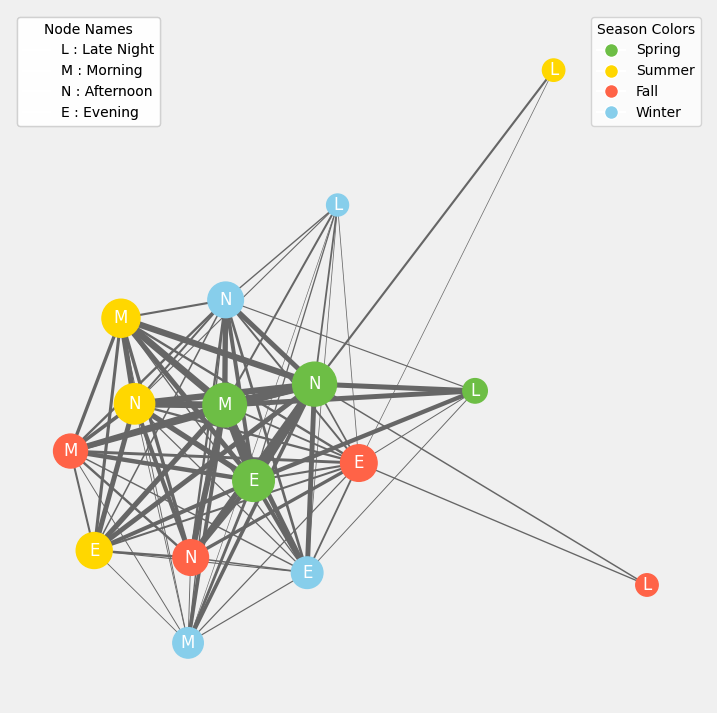 Node Names
L : Late Night
M : Morning
N : Afternoon
E : Evening
Season Colors
Spring
Summer
Fall
Winter
L
L
N
M
N
L
N
M
M
E
E
E
N
E
L
M